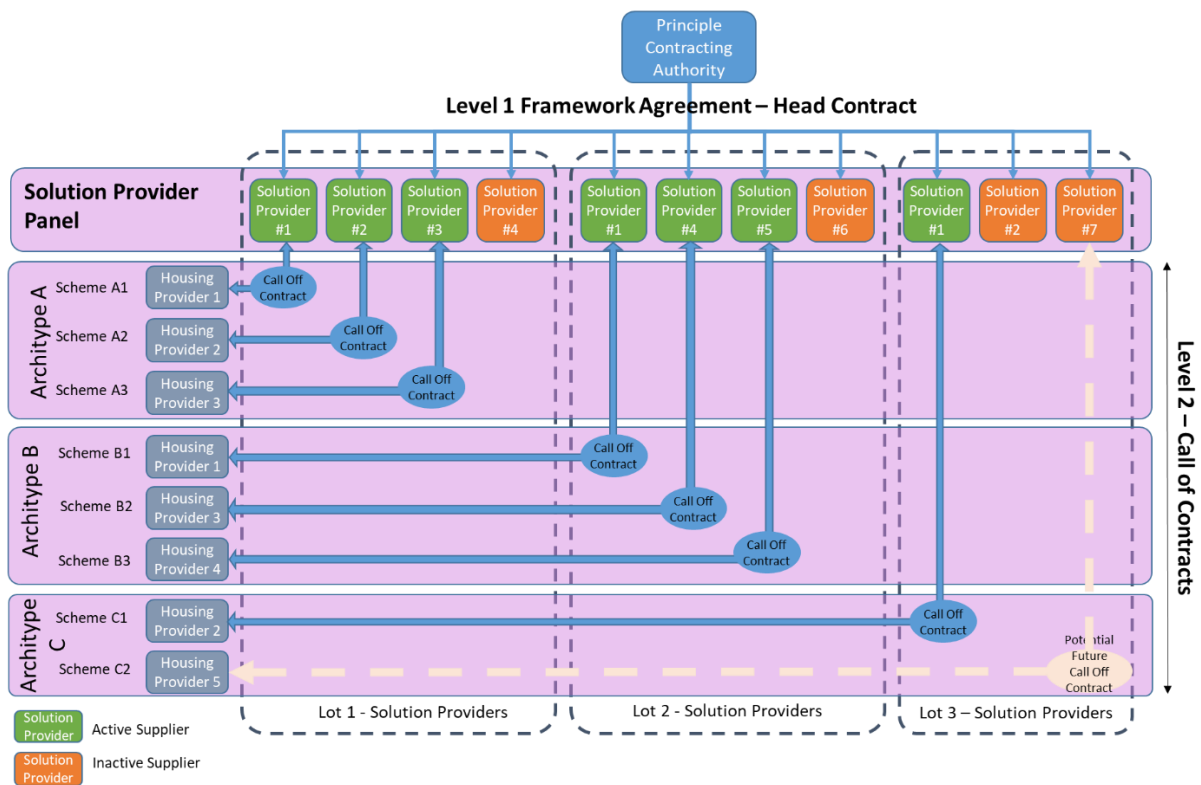 Principle
Contracting
Authority
Level 1 Framework Agreement – Head Contract
Solution Provider
Panel
Solution
Provider
#1
Solution
Provider
#2
Solution
Provider
#3
Solution
Provider
#4
Solution
Provider
#1
Solution
Provider
#4
Solution
Provider
#5
Solution
Provider
#6
Solution
Provider
#1
Solution
Provider
#2
Solution
Provider
#7
Architype A
Scheme A1
Housing
Provider 1
Call Off
Contract
Scheme A2
Housing
Provider 2
Call Off
Contract
Scheme A3
Housing
Provider 3
Call Off
Contract
Architype B
Scheme B1
Housing
Provider 1
Call Off
Contract
Scheme B2
Housing
Provider 3
Call Off
Contract
Scheme B3
Housing
Provider 4
Call Off
Contract
Architype
C
Scheme C1
Housing
Provider 2
Call Off
Contract
Scheme C2
Housing
Provider 5
Potential
Future
Call Off
Contract
Level 2 – Call of Contracts
Lot 1 - Solution Providers
Lot 2 - Solution Providers
Lot 3 – Solution Providers
Solution
Provider
Active Supplier
Solution
Provider
Inactive Supplier